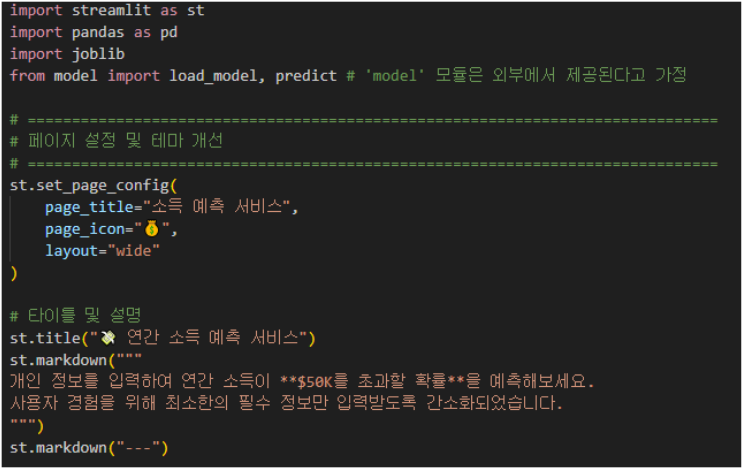 import streamlit as st
import pandas as pd
import joblib
from model import load_model, predict # 'model' 모듈은 외부에서 제공된다고 가정
# ==============================================================================
# 페이지 설정 및 테마 개선
# ==============================================================================
st.set_page_config(
    page_title="소득 예측 서비스",
    page_icon="💰",
    layout="wide"
)
# 타이틀 및 설명
st.title("💸 연간 소득 예측 서비스")
st.markdown("""
개인 정보를 입력하여 연간 소득이 **$50K를 초과할 확률**을 예측해보세요.
사용자 경험을 위해 최소한의 필수 정보만 입력받도록 간소화되었습니다.
""")
st.markdown("---")